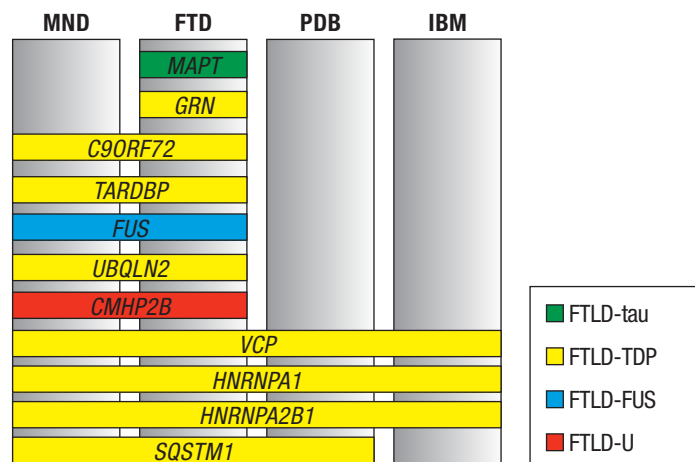 MND FTD PDB IBM
MAPT
GRN
C9ORF72
TARDBP
FUS
UBQLN2
CMHP2B
VCP
HNRNPA1
HNRNPA2B1
SQSTM1
FTLD-tau
FTLD-TDP
FTLD-FUS
FTLD-U